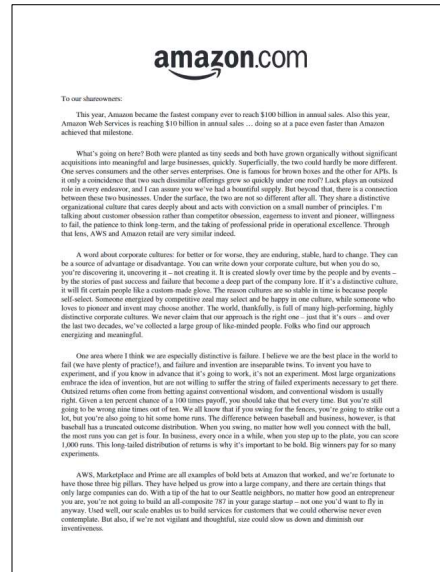 amazon.com
To our shareowners:
This year, Amazon became the fastest company ever to reach $100 billion in annual sales. Also this year,
Amazon Web Services is reaching $10 billion in annual sales … doing so at a pace even faster than Amazon
achieved that milestone.
What's going on here? Both were planted as tiny seeds and both have grown organically without significant
acquisitions into meaningful and large businesses, quickly. Superficially, the two could hardly be more different.
One serves consumers and the other serves enterprises. One is famous for brown boxes and the other for APIs. Is
it only a coincidence that two such dissimilar offerings grew so quickly under one roof? Luck plays an outsized
role in every endeavor, and I can assure you we've had a bountiful supply. But beyond that, there is a connection
between these two businesses. Under the surface, the two are not so different after all. They share a distinctive
organizational culture that cares deeply about and acts with conviction on a small number of principles. I'm
talking about customer obsession rather than competitor obsession, eagerness to invent and pioneer, willingness
to fail, the patience to think long-term, and the taking of professional pride in operational excellence. Through
that lens, AWS and Amazon retail are very similar indeed.
A word about corporate cultures: for better or for worse, they are enduring, stable, hard to change. They can
be a source of advantage or disadvantage. You can write down your corporate culture, but when you do so,
you're discovering it, uncovering it – not creating it. It is created slowly over time by the people and by events –
by the stories of past success and failure that become a deep part of the company lore. If it's a distinctive culture,
it will fit certain people like a custom-made glove. The reason cultures are so stable in time is because people
self-select. Someone energized by competitive zeal may select and be happy in one culture, while someone who
loves to pioneer and invent may choose another. The world, thankfully, is full of many high-performing, highly
distinctive corporate cultures. We never claim that our approach is the right one – just that it's ours – and over
the last two decades, we've collected a large group of like-minded people. Folks who find our approach
energizing and meaningful.
One area where I think we are especially distinctive is failure. I believe we are the best place in the world to
fail (we have plenty of practice!), and failure and invention are inseparable twins. To invent you have to
experiment, and if you know in advance that it's going to work, it's not an experiment. Most large organizations
embrace the idea of invention, but are not willing to suffer the string of failed experiments necessary to get there.
Outsized returns often come from betting against conventional wisdom, and conventional wisdom is usually
right. Given a ten percent chance of a 100 times payoff, you should take that bet every time. But you're still
going to be wrong nine times out of ten. We all know that if you swing for the fences, you're going to strike out a
lot, but you're also going to hit some home runs. The difference between baseball and business, however, is that
baseball has a truncated outcome distribution. When you swing, no matter how well you connect with the ball,
the most runs you can get is four. In business, every once in a while, when you step up to the plate, you can score
1,000 runs. This long-tailed distribution of returns is why it's important to be bold. Big winners pay for so many
experiments.
AWS, Marketplace and Prime are all examples of bold bets at Amazon that worked, and we're fortunate to
have those three big pillars. They have helped us grow into a large company, and there are certain things that
only large companies can do. With a tip of the hat to our Seattle neighbors, no matter how good an entrepreneur
you are, you're not going to build an all-composite 787 in your garage startup – not one you'd want to fly in
anyway. Used well, our scale enables us to build services for customers that we could otherwise never even
contemplate. But also, if we're not vigilant and thoughtful, size could slow us down and diminish our
inventiveness.